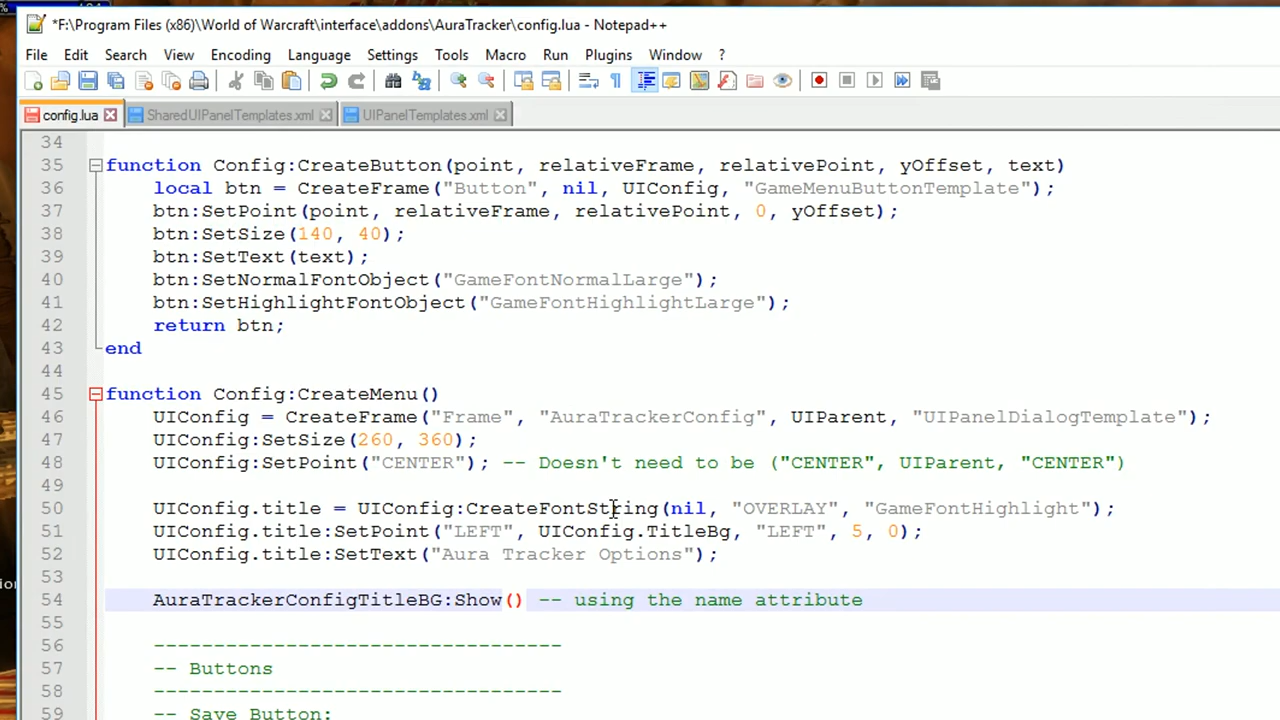 *F:\Program Files (x86)\World of Warcraft\interface\addons\AuraTracker\config.lua - Notepad++
File Edit Search View Encoding Language Settings Tools Macro Run Plugins Window ?
config.lua SharedUIPanelTemplates.xml UIPanelTemplates.xml
34
35 function Config:CreateButton(point, relativeFrame, relativePoint, yOffset, text)
36 local btn = CreateFrame("Button", nil, UIConfig, "GameMenuButtonTemplate");
37 btn:SetPoint(point, relativeFrame, relativePoint, 0, yOffset);
38 btn:SetSize(140, 40);
39 btn:SetText(text);
40 btn:SetNormalFontObject("GameFontNormalLarge");
41 btn:SetHighlightFontObject("GameFontHighlightLarge");
42 return btn;
43 end
44
45 function Config:CreateMenu()
46 UIConfig = CreateFrame("Frame", "AuraTrackerConfig", UIParent, "UIPanelDialogTemplate");
47 UIConfig:SetSize(260, 360);
48 UIConfig:SetPoint("CENTER"); -- Doesn't need to be ("CENTER", UIParent, "CENTER")
49
50 UIConfig.title = UIConfig:CreateFontString(nil, "OVERLAY", "GameFontHighlight");
51 UIConfig.title:SetPoint("LEFT", UIConfig.TitleBg, "LEFT", 5, 0);
52 UIConfig.title:SetText("Aura Tracker Options");
53
54 AuraTrackerConfigTitleBG:Show() -- using the name attribute
55
56 ----------------------------------
57 -- Buttons
58 ----------------------------------
59 -- Save Button: